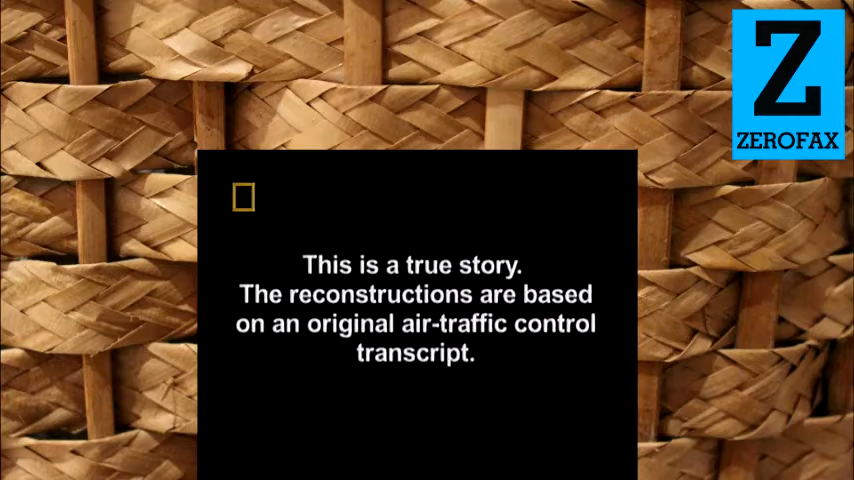 Z
ZEROFAX
This is a true story.
The reconstructions are based
on an original air-traffic control
transcript.